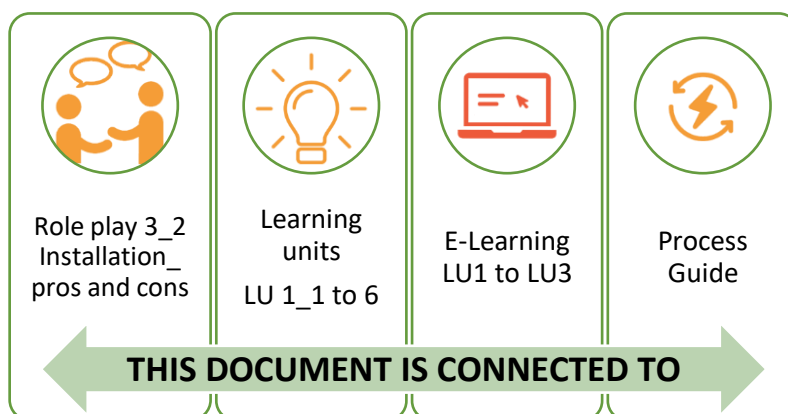 Role play 3_2
Installation_
pros and cons
Learning
units
LU 1_1 to 6
E-Learning
LU1 to LU3
Process
Guide
THIS DOCUMENT IS CONNECTED TO